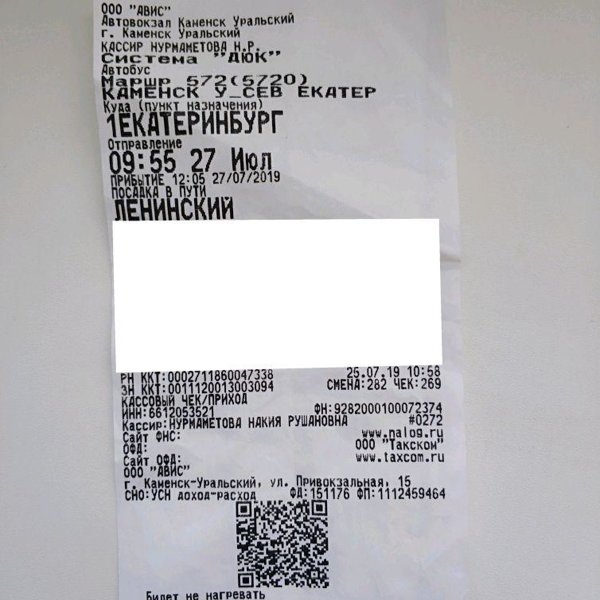 ООО "АВИС"
Автовокзал Каменск Уральский
г. Каменск Уральский
КАССИР НУРМАМЕТОВА Н.Р.
Система "ДЮК"
Автобус
Маршр 572(5720)
КАМЕНСК У_СЕВ ЕКАТЕР
Куда (пункт назначения)
1ЕКАТЕРИНБУРГ
Отправление
09:55 27 Июл
ПРИБЫТИЕ 12:05 27/07/2019
ПОСАДКА В ПУТИ
ЛЕНИНСКИЙ
РН ККТ:0002711860047338 25.07.19 10:58
ЗН ККТ:0011120013003094 СМЕНА:282 ЧЕК:269
КАССОВЫЙ ЧЕК/ПРИХОД
ИНН:6612053521 ФН:9282000100072374
Кассир:НУРМАМЕТОВА НАКИЯ РУШАНОВНА #0272
Сайт ФНС: www.nalog.ru
ОФД: ООО "Такском"
Сайт ОФД: www.taxcom.ru
ООО "АВИС"
г. Каменск-Уральский, ул. Привокзальная, 15
СНО:УСН доход-расход ФД:151176 ФП:1112459464
Билет не нагревать